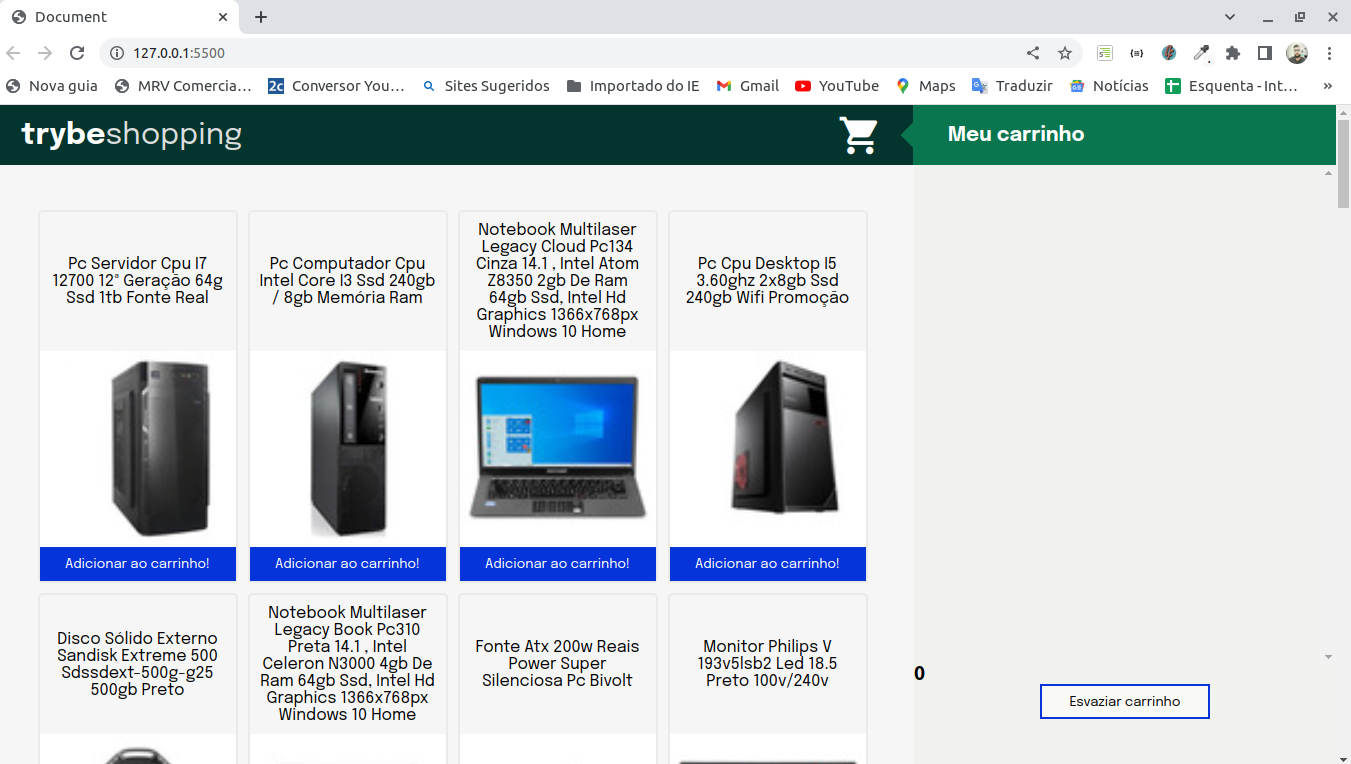 Document
127.0.0.1:5500
Nova guia
MRV Comercia...
Conversor You...
Sites Sugeridos
Importado do IE
Gmail
YouTube
Maps
Traduzir
Notícias
Esquenta - Int...
»
trybeshopping
Meu carrinho
Pc Servidor Cpu I7
12700 12ª Geração 64g
Ssd 1tb Fonte Real
Adicionar ao carrinho!
Pc Computador Cpu
Intel Core I3 Ssd 240gb
/ 8gb Memória Ram
Adicionar ao carrinho!
Notebook Multilaser
Legacy Cloud Pc134
Cinza 14.1 , Intel Atom
Z8350 2gb De Ram
64gb Ssd, Intel Hd
Graphics 1366x768px
Windows 10 Home
Adicionar ao carrinho!
Pc Cpu Desktop I5
3.60ghz 2x8gb Ssd
240gb Wifi Promoção
Adicionar ao carrinho!
Disco Sólido Externo
Sandisk Extreme 500
Sdssdext-500g-g25
500gb Preto
Notebook Multilaser
Legacy Book Pc310
Preta 14.1 , Intel
Celeron N3000 4gb De
Ram 64gb Ssd, Intel Hd
Graphics 1366x768px
Windows 10 Home
Fonte Atx 200w Reais
Power Super
Silenciosa Pc Bivolt
Monitor Philips V
193v5lsb2 Led 18.5
Preto 100v/240v
0
Esvaziar carrinho